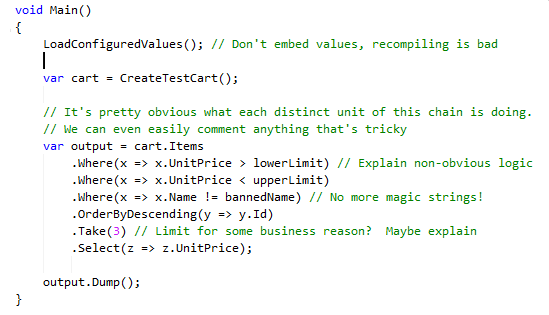 void Main()
{
    LoadConfiguredValues(); // Don't embed values, recompiling is bad

    var cart = CreateTestCart();

    // It's pretty obvious what each distinct unit of this chain is doing.
    // We can even easily comment anything that's tricky
    var output = cart.Items
        .Where(x => x.UnitPrice > lowerLimit) // Explain non-obvious logic
        .Where(x => x.UnitPrice < upperLimit)
        .Where(x => x.Name != bannedName) // No more magic strings!
        .OrderByDescending(y => y.Id)
        .Take(3) // Limit for some business reason?  Maybe explain
        .Select(z => z.UnitPrice);

    output.Dump();
}